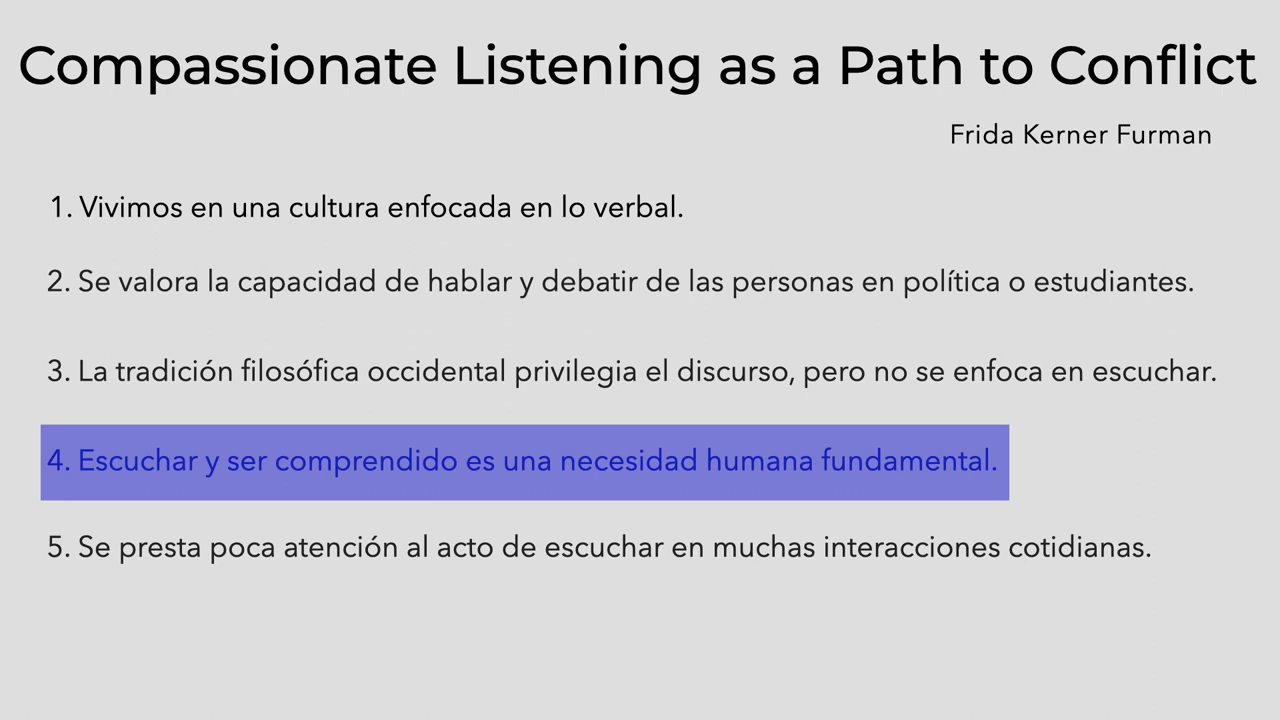 Compassionate Listening as a Path to Conflict
Frida Kerner Furman
1. Vivimos en una cultura enfocada en lo verbal.
2. Se valora la capacidad de hablar y debatir de las personas en política o estudiantes.
3. La tradición filosófica occidental privilegia el discurso, pero no se enfoca en escuchar.
4. Escuchar y ser comprendido es una necesidad humana fundamental.
5. Se presta poca atención al acto de escuchar en muchas interacciones cotidianas.